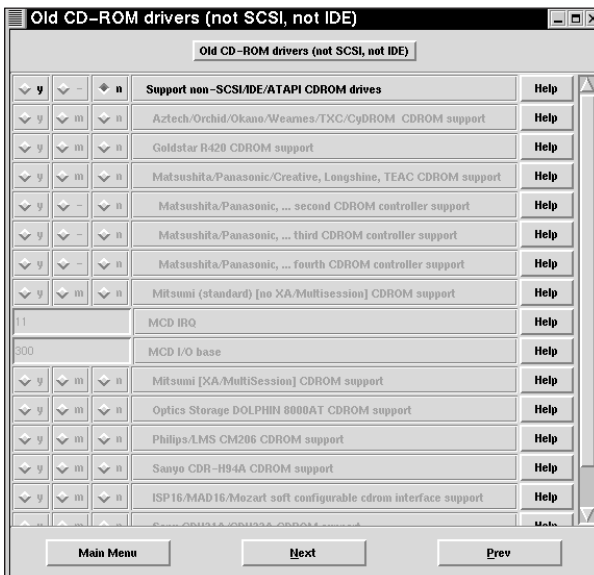 Old CD-ROM drivers (not SCSI, not IDE)
Old CD-ROM drivers (not SCSI, not IDE)
y - n Support non-SCSI/IDE/ATAPI CDROM drives Help
y m n Aztech/Orchid/Okano/Wearnes/TXC/CyDROM CDROM support Help
y m n Goldstar R420 CDROM support Help
y m n Matsushita/Panasonic/Creative, Longshine, TEAC CDROM support Help
y - n Matsushita/Panasonic, ... second CDROM controller support Help
y - n Matsushita/Panasonic, ... third CDROM controller support Help
y - n Matsushita/Panasonic, ... fourth CDROM controller support Help
y m n Mitsumi (standard) [no XA/Multisession] CDROM support Help
11 MCD IRQ Help
300 MCD I/O base Help
y m n Mitsumi [XA/MultiSession] CDROM support Help
y m n Optics Storage DOLPHIN 8000AT CDROM support Help
y m n Philips/LMS CM206 CDROM support Help
y m n Sanyo CDR-H94A CDROM support Help
y m n ISP16/MAD16/Mozart soft configurable cdrom interface support Help
y m n Sony CDU31A/CDU33A CDROM support Help
Main Menu Next Prev